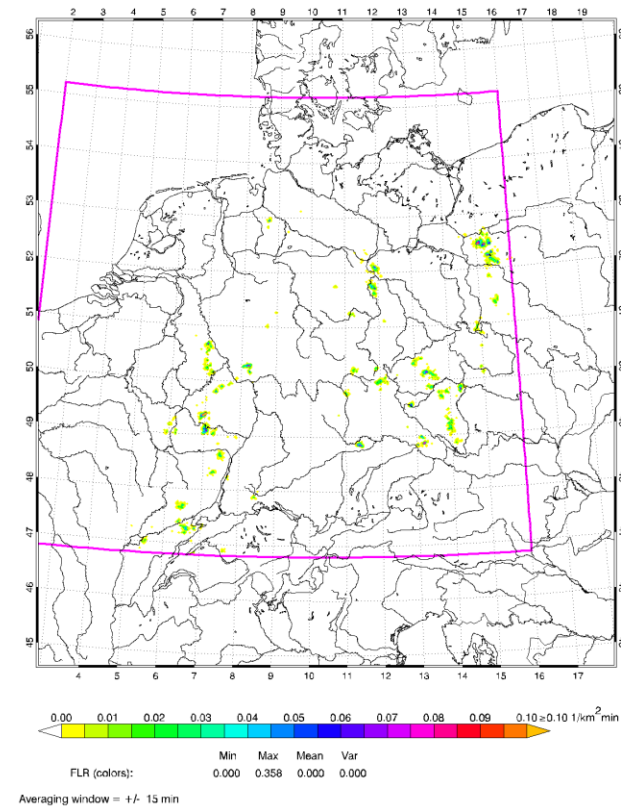 2 3 4 5 6 7 8 9 10 11 12 13 14 15 16 17 18 19
56
55
54
53
52
51
50
49
48
47
46
45
4 5 6 7 8 9 10 11 12 13 14 15 16 17
0.00 0.01 0.02 0.03 0.04 0.05 0.06 0.07 0.08 0.09 0.10 ≥0.10 1/km² min
Min Max Mean Var
FLR (colors): 0.000 0.358 0.000 0.000
Averaging window = +/- 15 min